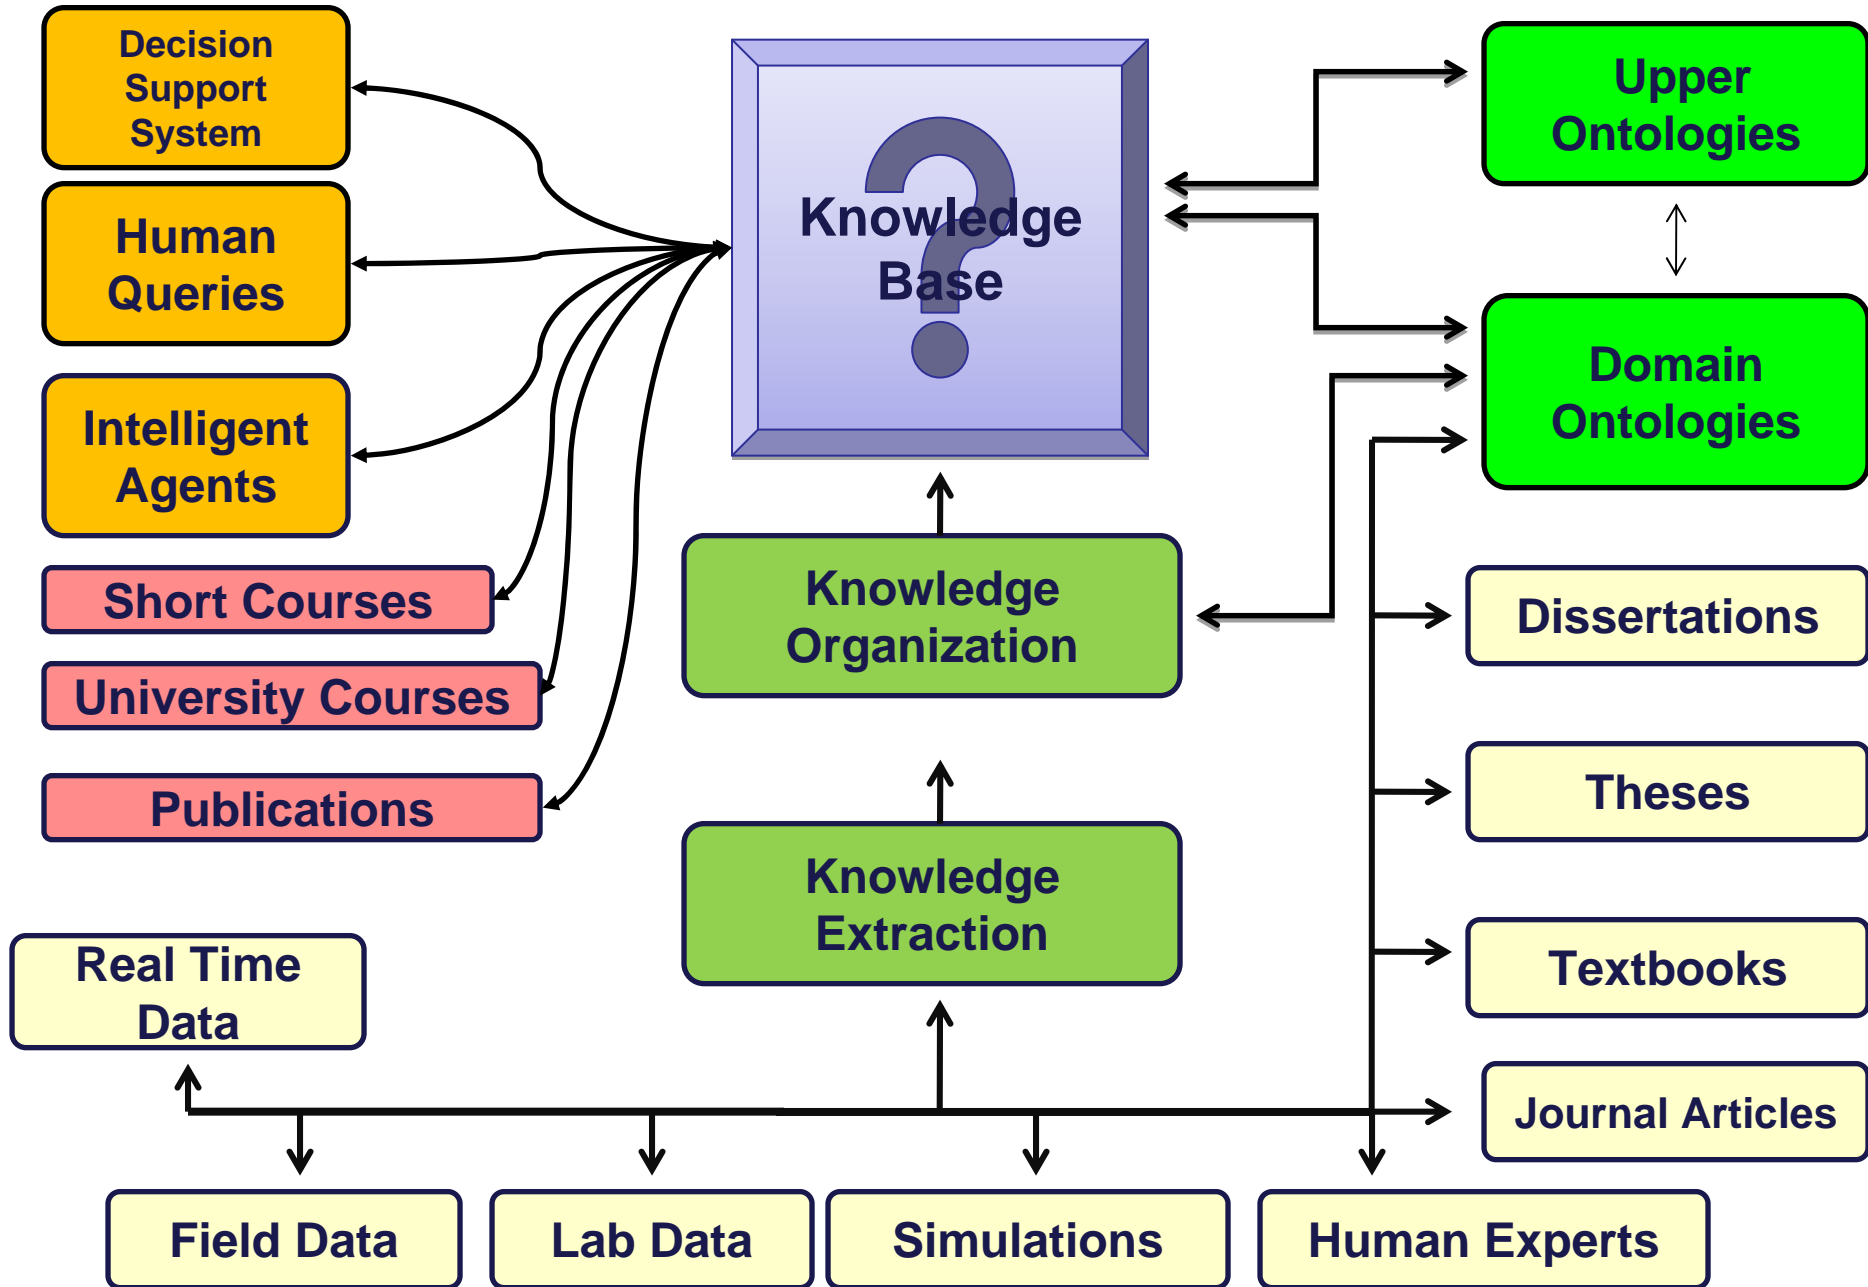 Decision
Support
System
Human
Queries
Intelligent
Agents
Short Courses
University Courses
Publications
?
Knowledge
Base
Knowledge
Organization
Knowledge
Extraction
Upper
Ontologies
Domain
Ontologies
Dissertations
Theses
Textbooks
Journal Articles
Real Time
Data
Field Data
Lab Data
Simulations
Human Experts